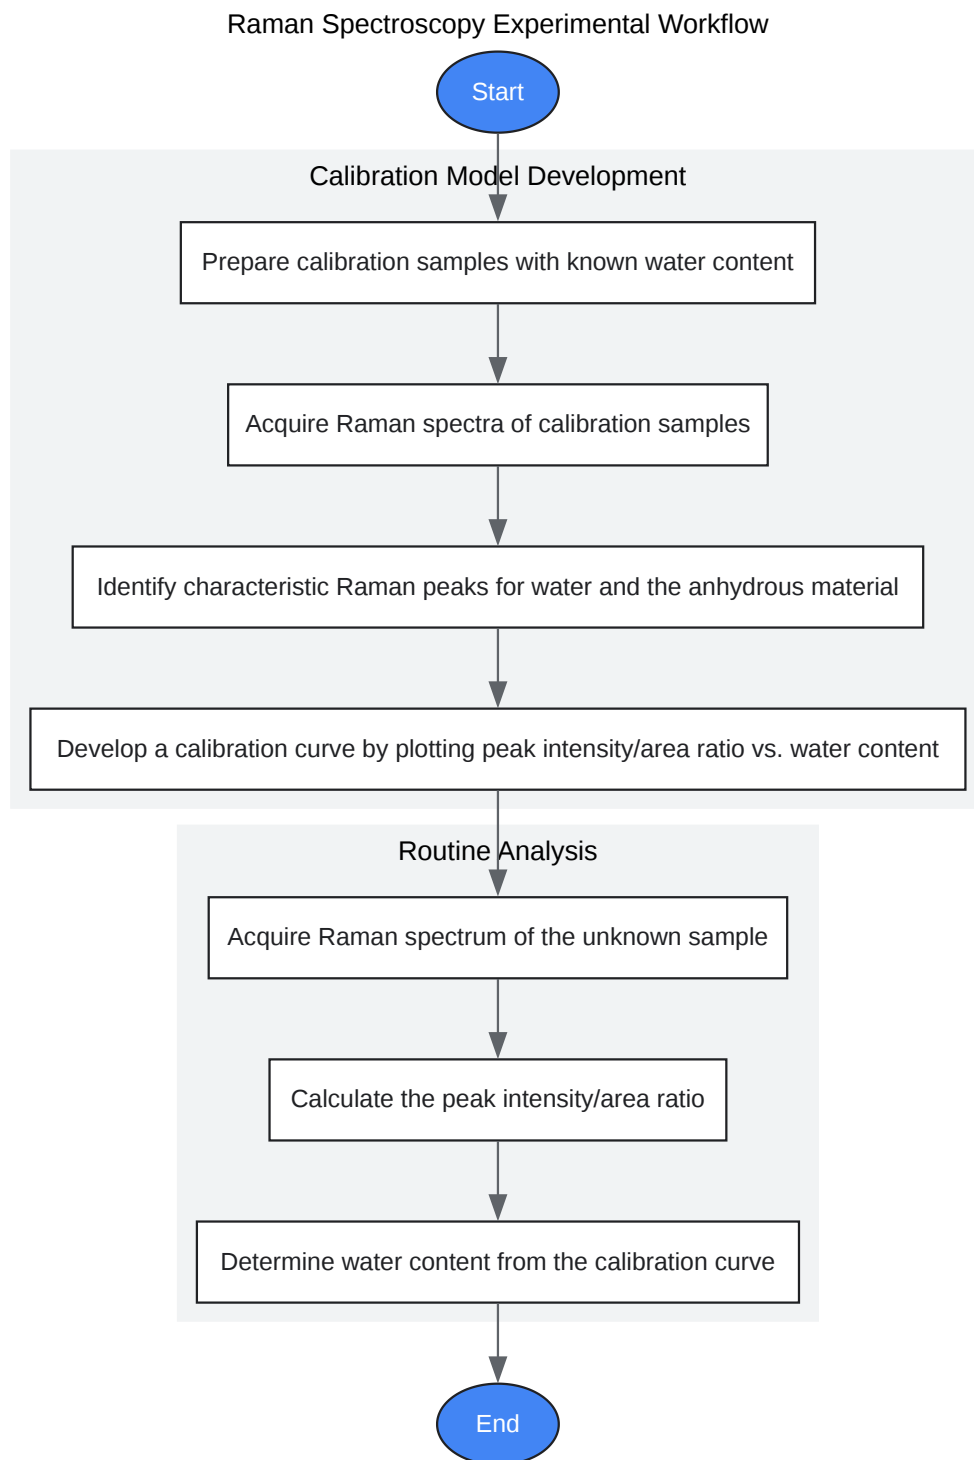 Raman Spectroscopy Experimental Workflow
Start
Calibration Model Development
Prepare calibration samples with known water content
Acquire Raman spectra of calibration samples
Identify characteristic Raman peaks for water and the anhydrous material
Develop a calibration curve by plotting peak intensity/area ratio vs. water content
Routine Analysis
Acquire Raman spectrum of the unknown sample
Calculate the peak intensity/area ratio
Determine water content from the calibration curve
End